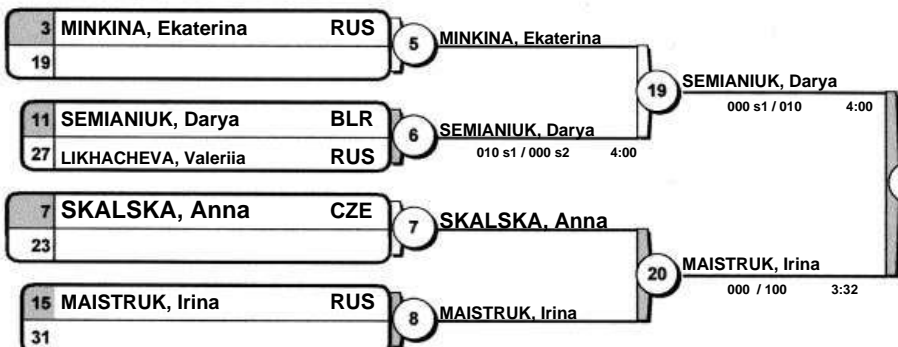 3 MINKINA, Ekaterina RUS
19
5
MINKINA, Ekaterina
11 SEMIANIUK, Darya BLR
27 LIKHACHEVA, Valeriia RUS
6
SEMIANIUK, Darya
010 s1 / 000 s2 4:00
19
SEMIANIUK, Darya
000 s1 / 010 4:00
7 SKALSKA, Anna CZE
23
7
SKALSKA, Anna
15 MAISTRUK, Irina RUS
31
8
MAISTRUK, Irina
20
MAISTRUK, Irina
000 / 100 3:32